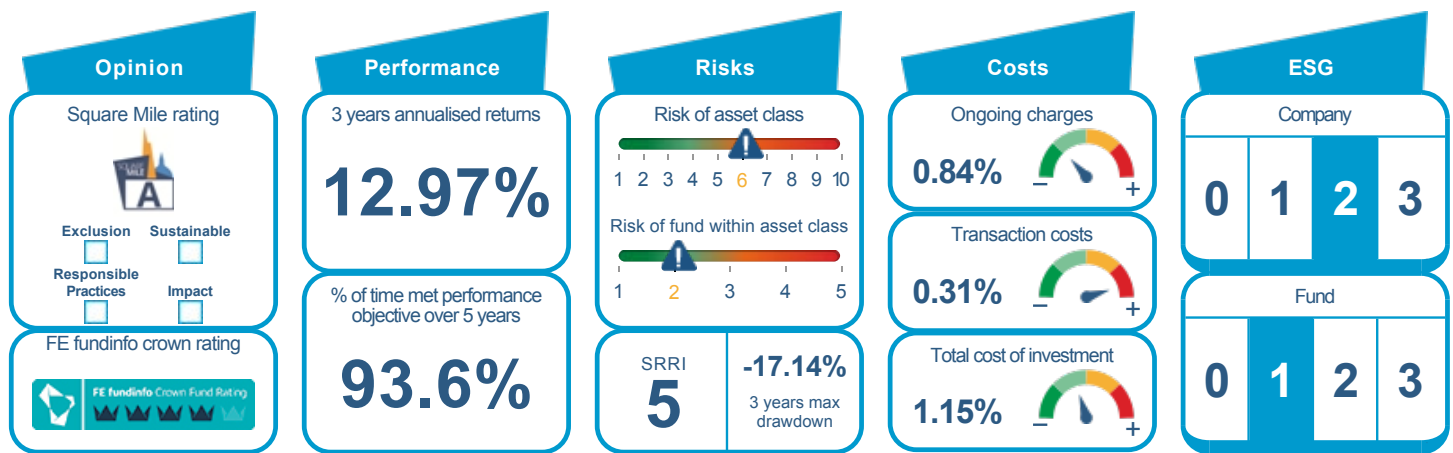 Opinion
Square Mile rating
SQUARE
MILE
A
Exclusion
Sustainable
Responsible
Practices
Impact
FE fundinfo crown rating
FE fundinfo Crown Fund Rating
Performance
3 years annualised returns
12.97%
% of time met performance
objective over 5 years
93.6%
Risks
Risk of asset class
1 2 3 4 5 6 7 8 9 10
Risk of fund within asset class
1 2 3 4 5
SRRI
5
-17.14%
3 years max
drawdown
Costs
Ongoing charges
0.84%
– +
Transaction costs
0.31%
– +
Total cost of investment
1.15%
– +
ESG
Company
0 1 2 3
Fund
0 1 2 3